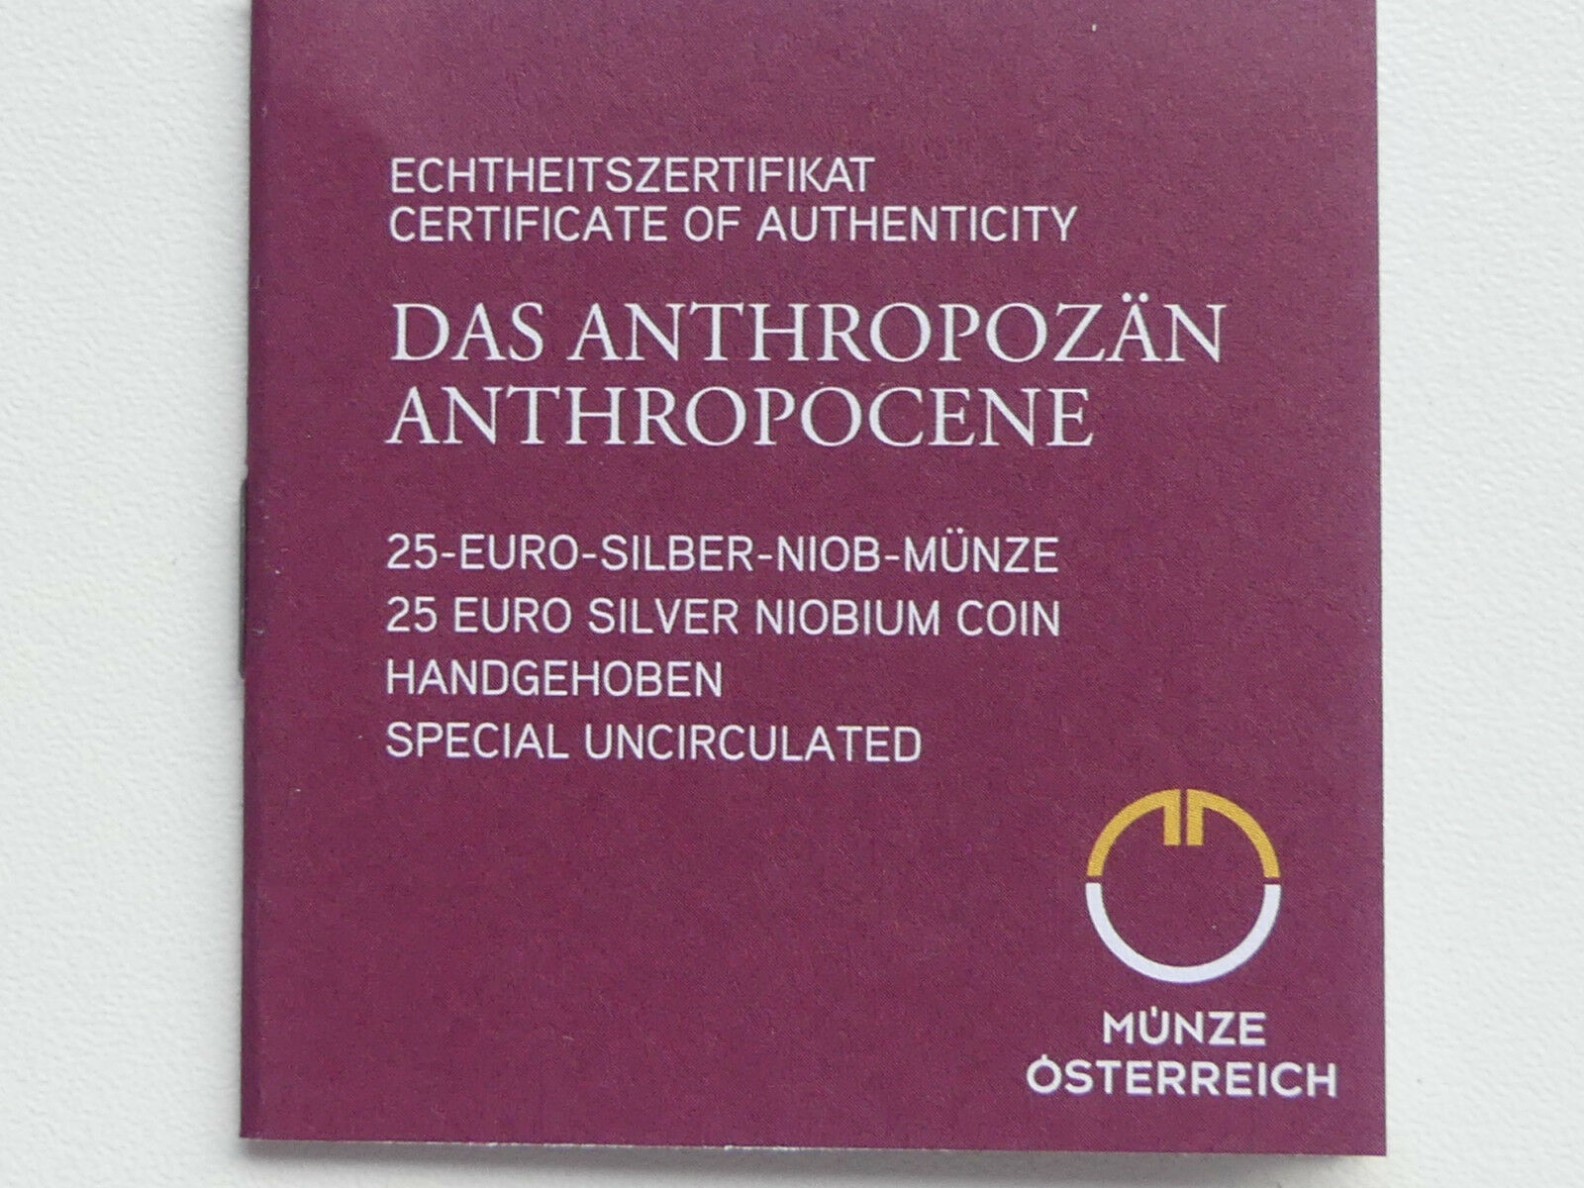 ECHTHEITSZERTIFIKAT
CERTIFICATE OF AUTHENTICITY
DAS ANTHROPOZÄN
ANTHROPOCENE
25-EURO-SILBER-NIOB-MÜNZE
25 EURO SILVER NIOBIUM COIN
HANDGEHOBEN
SPECIAL UNCIRCULATED
MÜNZE
ÖSTERREICH